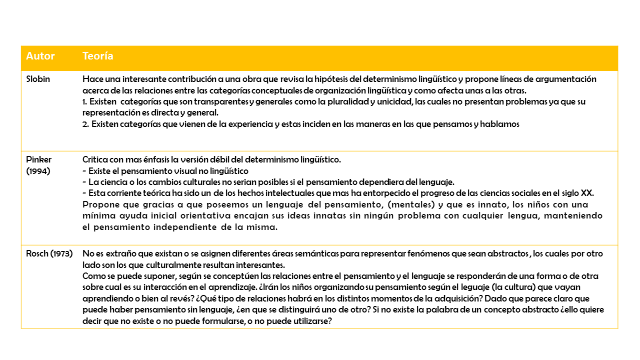 Autor Teoría
Slobin Hace una interesante contribución a una obra que revisa la hipótesis del determinismo lingüístico y propone líneas de argumentación
acerca de las relaciones entre las categorías conceptuales de organización lingüística y como afecta unas a las otras.
1. Existen categorías que son transparentes y generales como la pluralidad y unicidad, las cuales no presentan problemas ya que su
representación es directa y general.
2. Existen categorías que vienen de la experiencia y estas inciden en las maneras en las que pensamos y hablamos
Pinker Critica con mas énfasis la versión débil del determinismo lingüístico.
(1994) - Existe el pensamiento visual no lingüístico
- La ciencia o los cambios culturales no serian posibles si el pensamiento dependiera del lenguaje.
- Esta corriente teórica ha sido un de los hechos intelectuales que mas ha entorpecido el progreso de las ciencias sociales en el siglo XX.
Propone que gracias a que poseemos un lenguaje del pensamiento, (mentales) y que es innato, los niños con una
mínima ayuda inicial orientativa encajan sus ideas innatas sin ningún problema con cualquier lengua, manteniendo
el pensamiento independiente de la misma.
Rosch (1973) No es extraño que existan o se asignen diferentes áreas semánticas para representar fenómenos que sean abstractos, los cuales por otro
lado son los que culturalmente resultan interesantes.
Como se puede suponer, según se conceptúen las relaciones entre el pensamiento y el lenguaje se responderán de una forma o de otra
sobre cual es su interacción en el aprendizaje. ¿Irán los niños organizando su pensamiento según el leguaje (la cultura) que vayan
aprendiendo o bien al revés? ¿Qué tipo de relaciones habrá en los distintos momentos de la adquisición? Dado que parece claro que
puede haber pensamiento sin lenguaje, ¿en que se distinguirá uno de otro? Si no existe la palabra de un concepto abstracto ¿ello quiere
decir que no existe o no puede formularse, o no puede utilizarse?